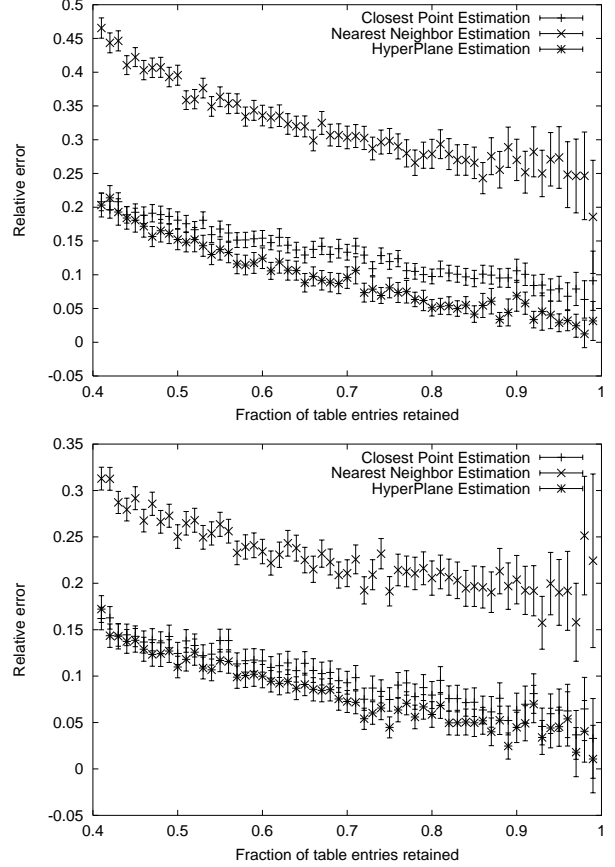 0.5
0.45
0.4
0.35
0.3
0.25
0.2
0.15
0.1
0.05
0
-0.05
Relative error
Closest Point Estimation
Nearest Neighbor Estimation
HyperPlane Estimation
0.4 0.5 0.6 0.7 0.8 0.9 1
Fraction of table entries retained
0.35
0.3
0.25
0.2
0.15
0.1
0.05
0
-0.05
Relative error
Closest Point Estimation
Nearest Neighbor Estimation
HyperPlane Estimation
0.4 0.5 0.6 0.7 0.8 0.9 1
Fraction of table entries retained